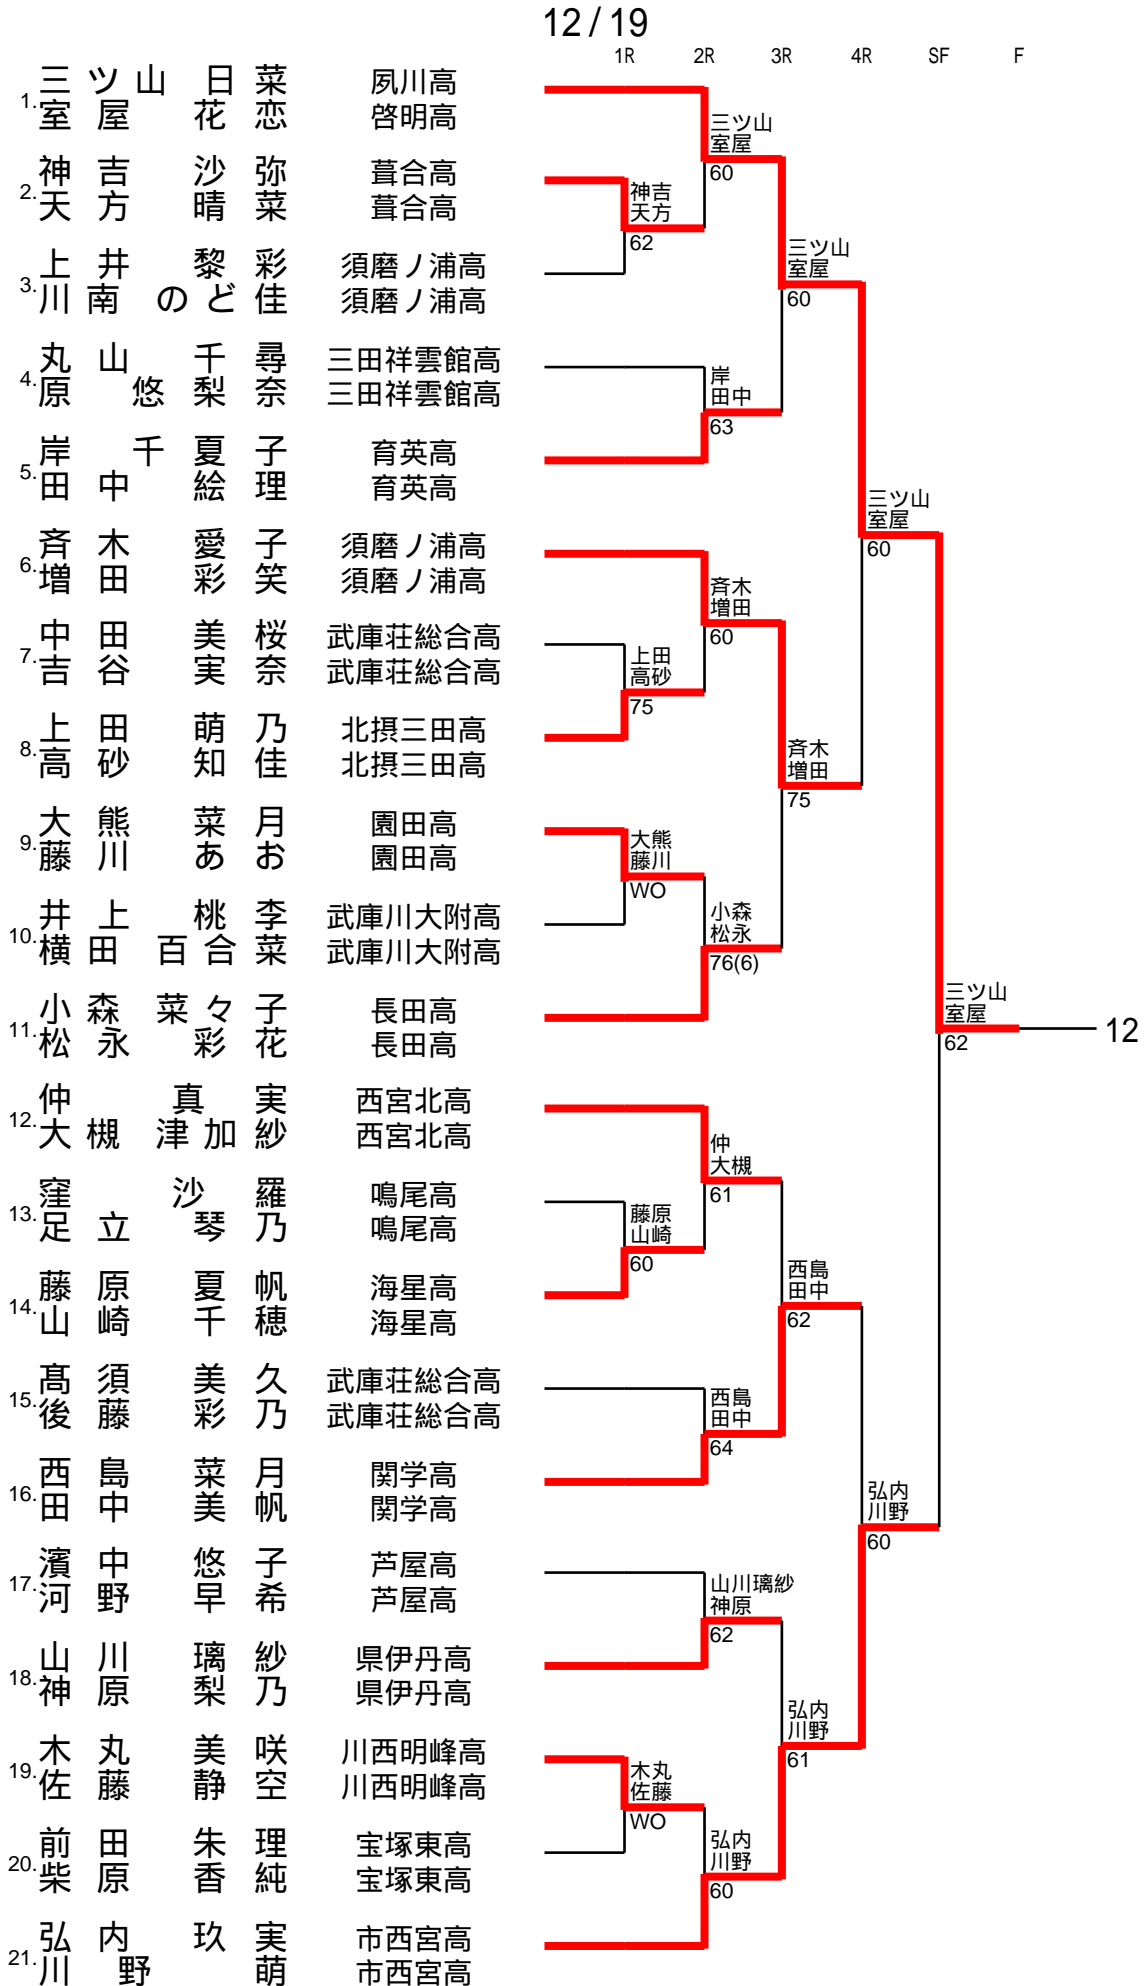 12 / 19
1R 2R 3R 4R SF F
1. 三ツ山 日菜 夙川高
室屋 花恋 啓明高
2. 神吉 沙弥 葺合高
天方 晴菜 葺合高
3. 上井 黎彩 須磨ノ浦高
川南 のど佳 須磨ノ浦高
4. 丸山 千尋 三田祥雲館高
原 悠梨奈 三田祥雲館高
5. 岸 千夏子 育英高
田中 絵理 育英高
6. 斉木 愛子 須磨ノ浦高
増田 彩笑 須磨ノ浦高
7. 中田 美桜 武庫荘総合高
吉谷 実奈 武庫荘総合高
8. 上田 萌乃 北摂三田高
高砂 知佳 北摂三田高
9. 大熊 菜月 園田高
藤川 あお 園田高
10. 井上 桃李 武庫川大附高
横田 百合菜 武庫川大附高
11. 小森 菜々子 長田高
松永 彩花 長田高
12. 仲 真実 西宮北高
大槻 津加紗 西宮北高
13. 窪 沙羅 鳴尾高
足立 琴乃 鳴尾高
14. 藤原 夏帆 海星高
山崎 千穂 海星高
15. 髙須 美久 武庫荘総合高
後藤 彩乃 武庫荘総合高
16. 西島 菜月 関学高
田中 美帆 関学高
17. 濱中 悠子 芦屋高
河野 早希 芦屋高
18. 山川 璃紗 県伊丹高
神原 梨乃 県伊丹高
19. 木丸 美咲 川西明峰高
佐藤 静空 川西明峰高
20. 前田 朱理 宝塚東高
柴原 香純 宝塚東高
21. 弘内 玖実 市西宮高
川野 萌 市西宮高
神吉
天方
62
上田
高砂
75
大熊
藤川
WO
藤原
山崎
60
木丸
佐藤
WO
三ツ山
室屋
60
岸
田中
63
斉木
増田
60
小森
松永
76(6)
仲
大槻
61
西島
田中
64
山川璃紗
神原
62
弘内
川野
60
三ツ山
室屋
60
斉木
増田
75
西島
田中
62
弘内
川野
61
三ツ山
室屋
60
弘内
川野
60
三ツ山
室屋
62
12